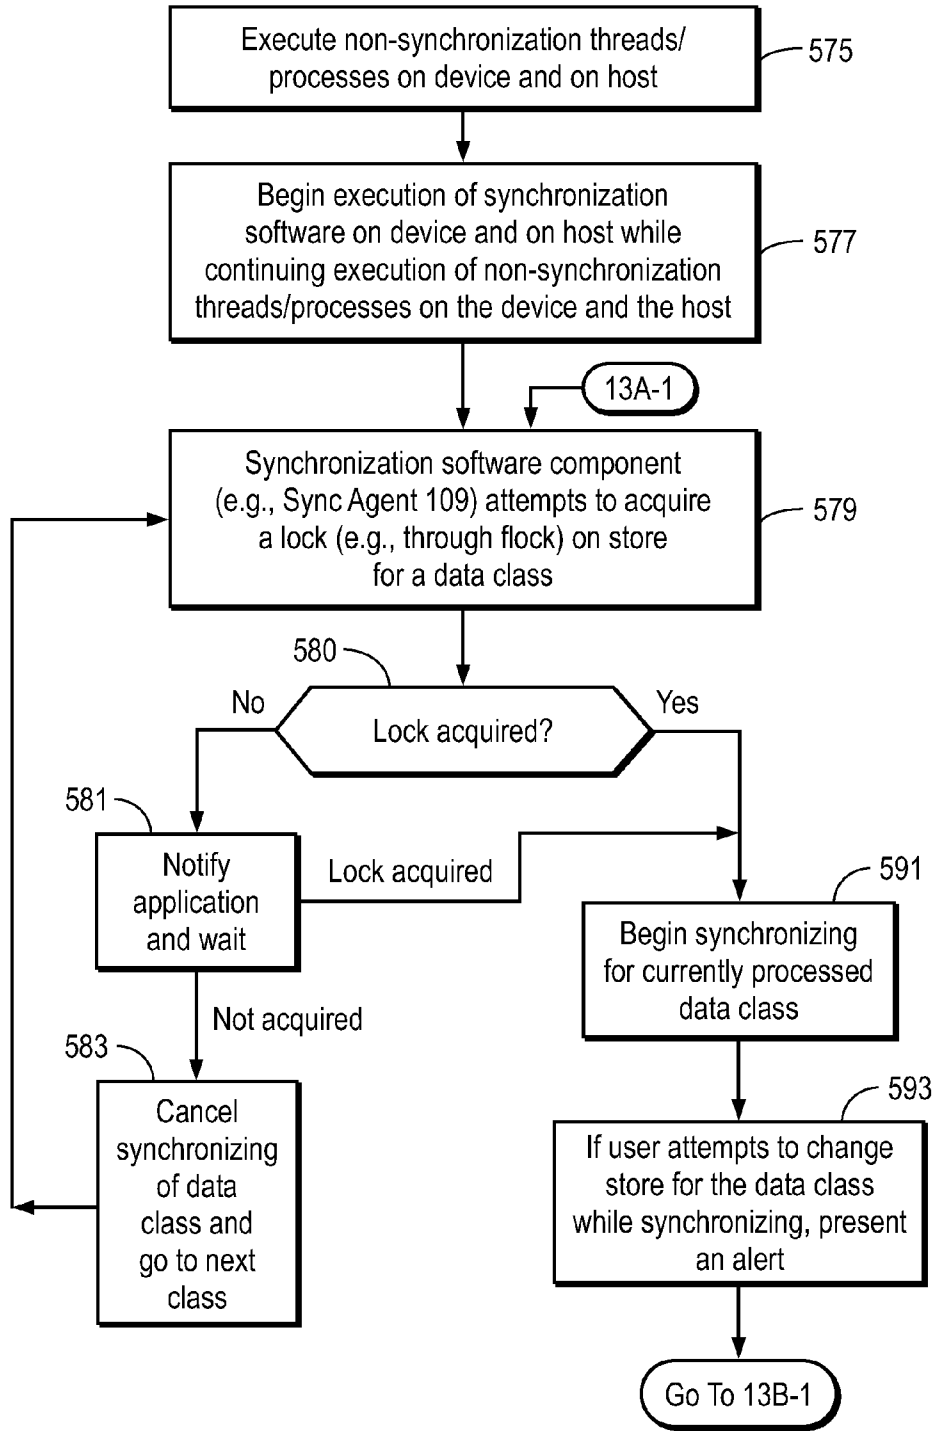 Execute non-synchronization threads/
processes on device and on host
575
Begin execution of synchronization
software on device and on host while
continuing execution of non-synchronization
threads/processes on the device and the host
577
13A-1
Synchronization software component
(e.g., Sync Agent 109) attempts to acquire
a lock (e.g., through flock) on store
for a data class
579
580
No
Lock acquired?
Yes
581
Notify
application
and wait
Lock acquired
591
Begin synchronizing
for currently processed
data class
Not acquired
583
Cancel
synchronizing
of data
class and
go to next
class
593
If user attempts to change
store for the data class
while synchronizing, present
an alert
Go To 13B-1